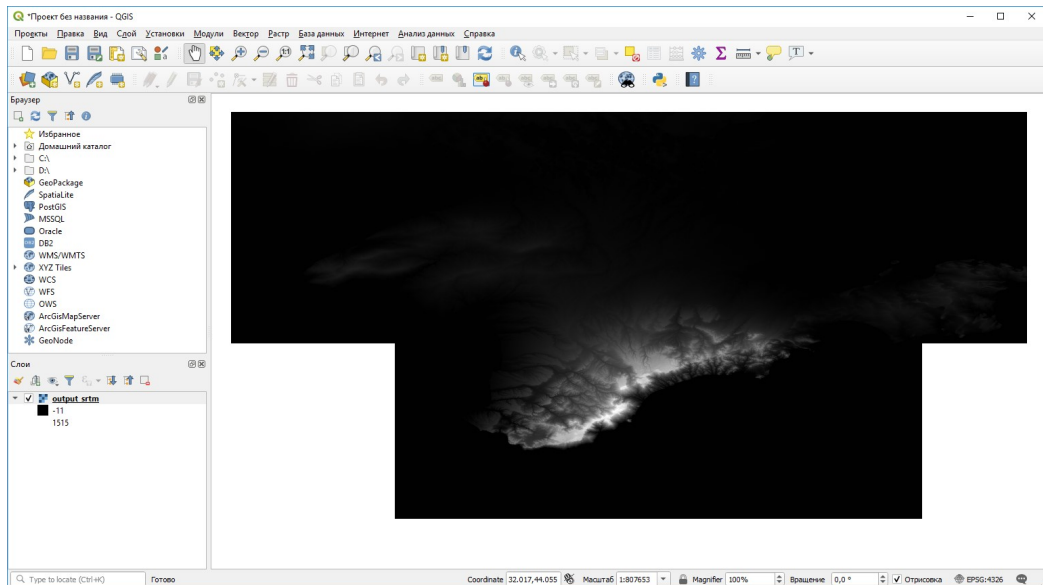 *Проект без названия - QGIS
Проекты Правка Вид Слой Установки Модули Вектор Растр База данных Интернет Анализ данных Справка
Браузер
Избранное
Домашний каталог
C:\
D:\
GeoPackage
SpatiaLite
PostGIS
MSSQL
Oracle
DB2
WMS/WMTS
XYZ Tiles
WCS
WFS
OWS
ArcGisMapServer
ArcGisFeatureServer
GeoNode
Слои
output_srtm
-11
1515
Type to locate (Ctrl+K) Готово Coordinate 32.017,44.055 Масштаб 1:807653 Magnifier 100% Вращение 0,0 ° Отрисовка EPSG:4326